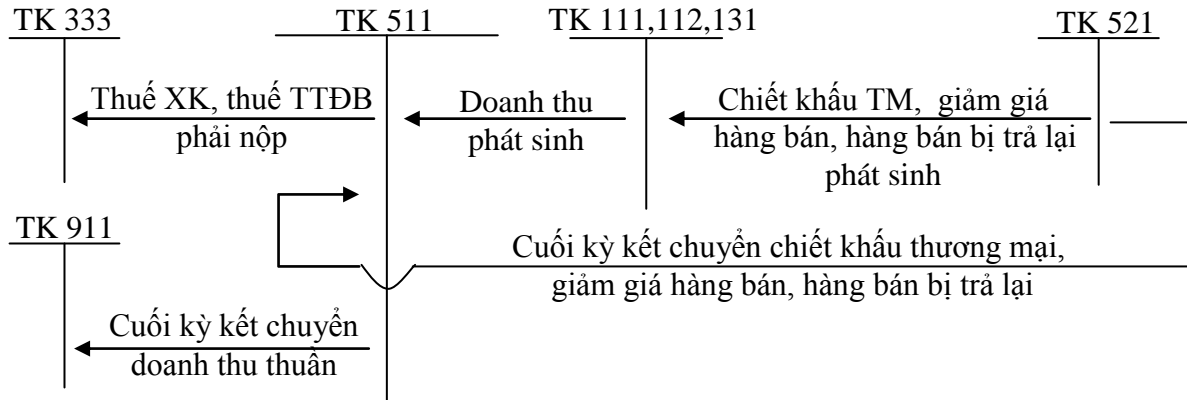 TK 333
TK 511
TK 111,112,131
TK 521
Thuế XK, thuế TTĐB
phải nộp
Doanh thu
phát sinh
Chiết khấu TM, giảm giá
hàng bán, hàng bán bị trả lại
phát sinh
TK 911
Cuối kỳ kết chuyển chiết khấu thương mại,
giảm giá hàng bán, hàng bán bị trả lại
Cuối kỳ kết chuyển
doanh thu thuần